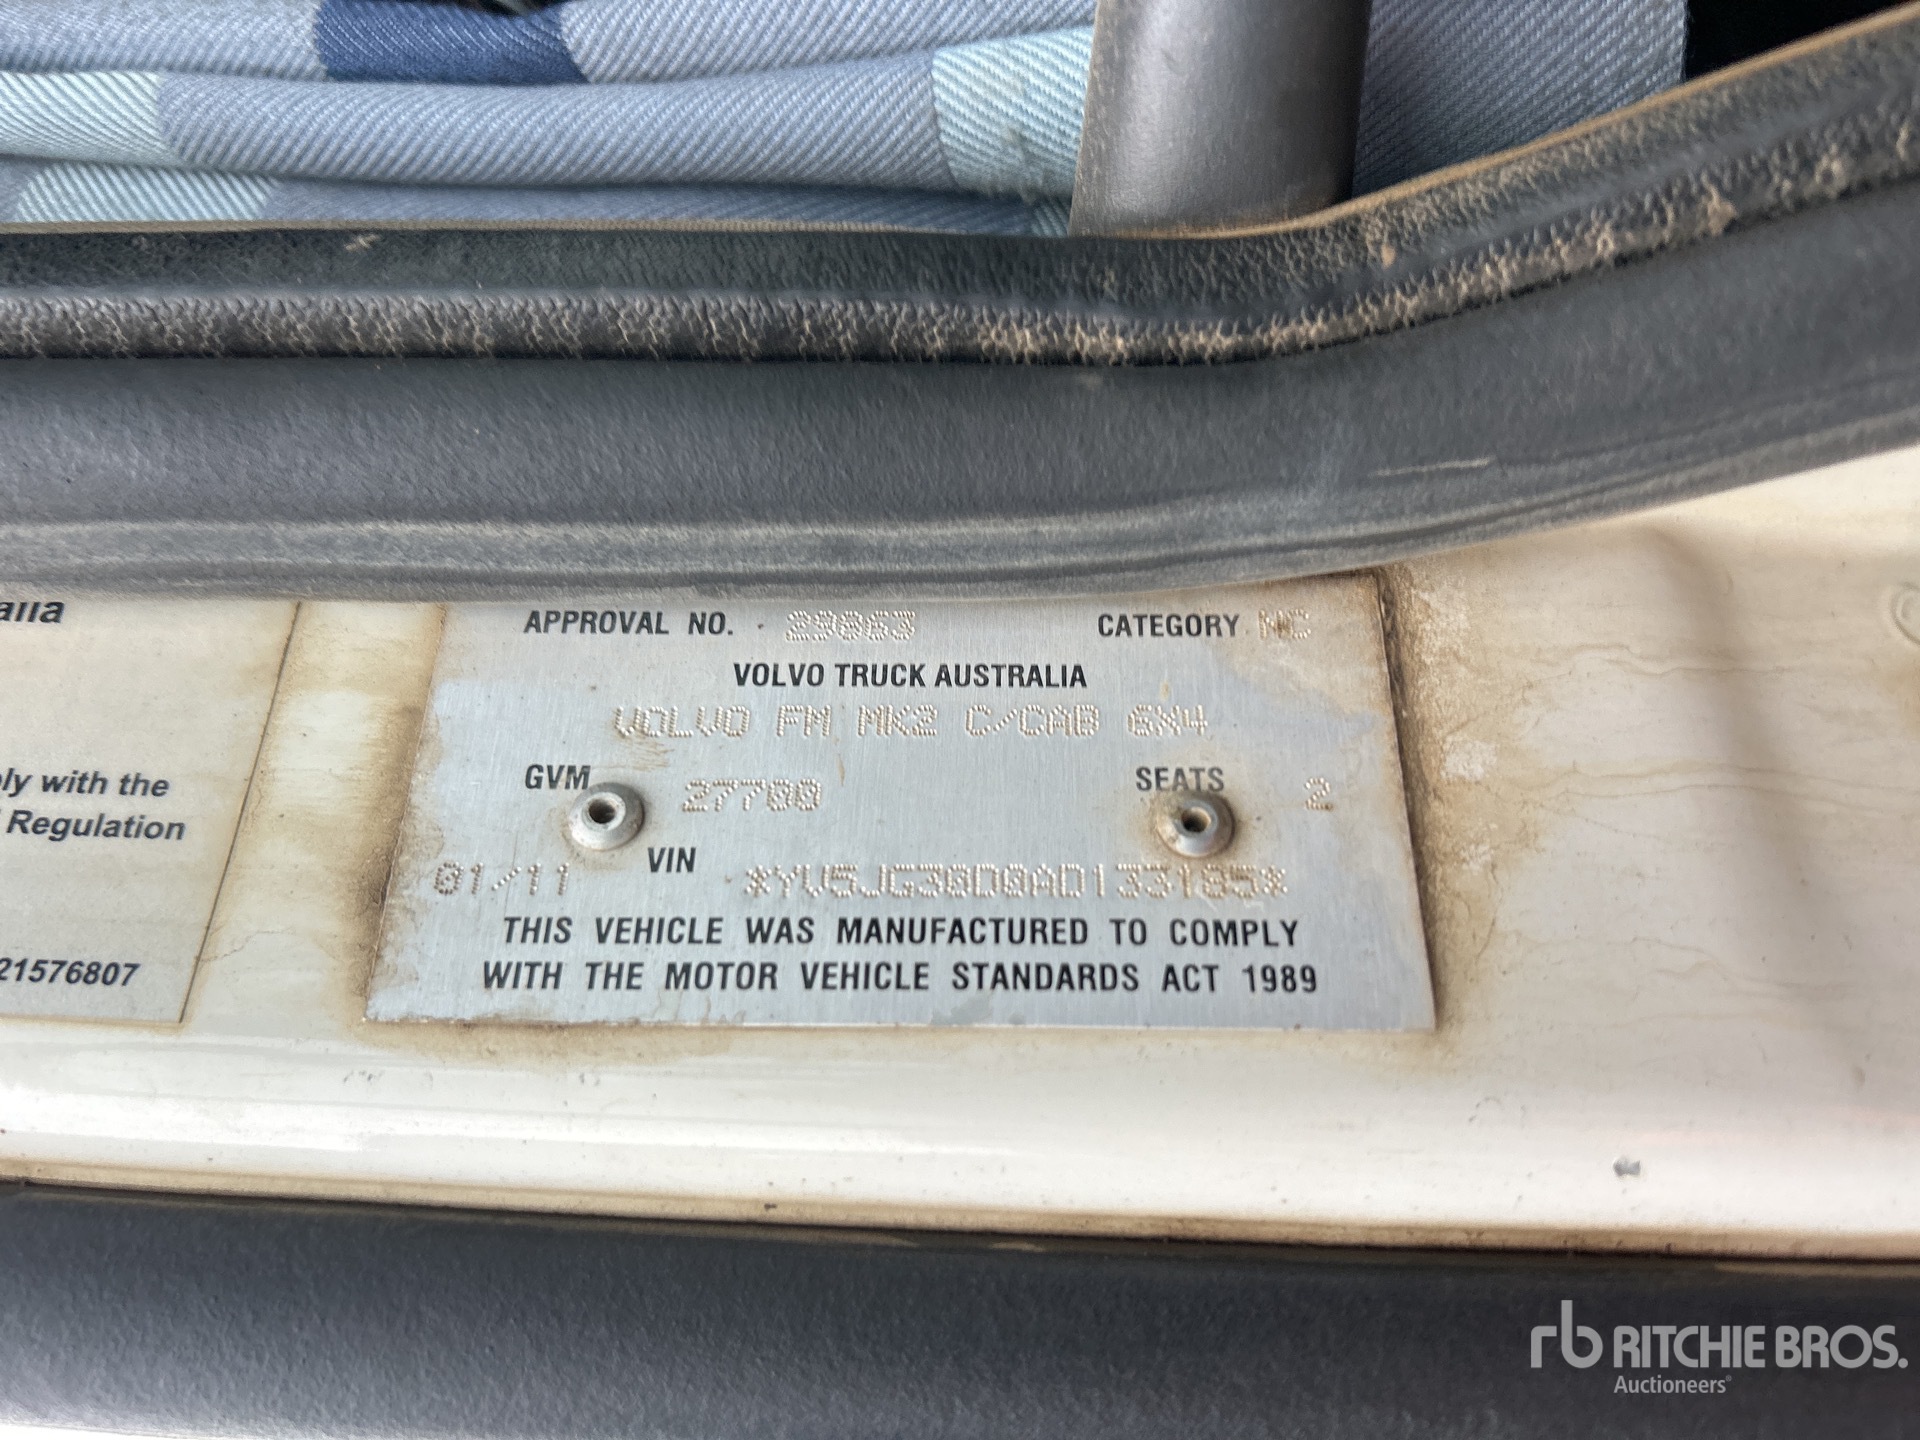 alia
ly with the
Regulation
21576807
APPROVAL NO. 29863 CATEGORY NC
VOLVO TRUCK AUSTRALIA
VOLVO FM MK2 C/CAB 6X4
GVM 27700 SEATS 2
01/11 VIN *YV5JG30D0AD133185*
THIS VEHICLE WAS MANUFACTURED TO COMPLY
WITH THE MOTOR VEHICLE STANDARDS ACT 1989
rb RITCHIE BROS.
Auctioneers